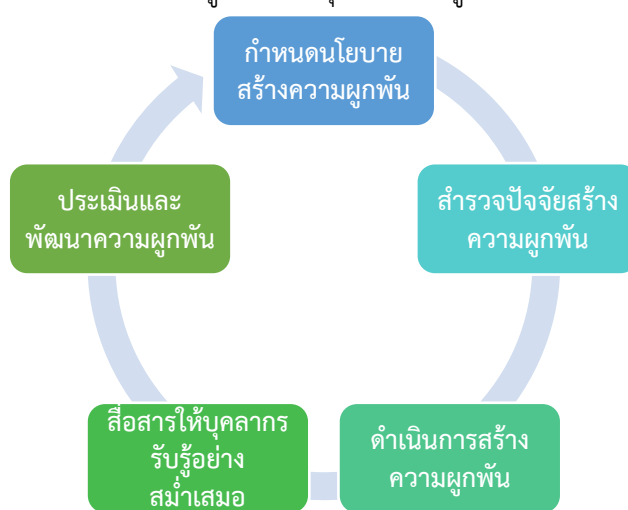 กำหนดนโยบาย
สร้างความผูกพัน
สำรวจปัจจัยสร้าง
ความผูกพัน
ดำเนินการสร้าง
ความผูกพัน
สื่อสารให้บุคลากร
รับรู้อย่าง
สม่ำเสมอ
ประเมินและ
พัฒนาความผูกพัน